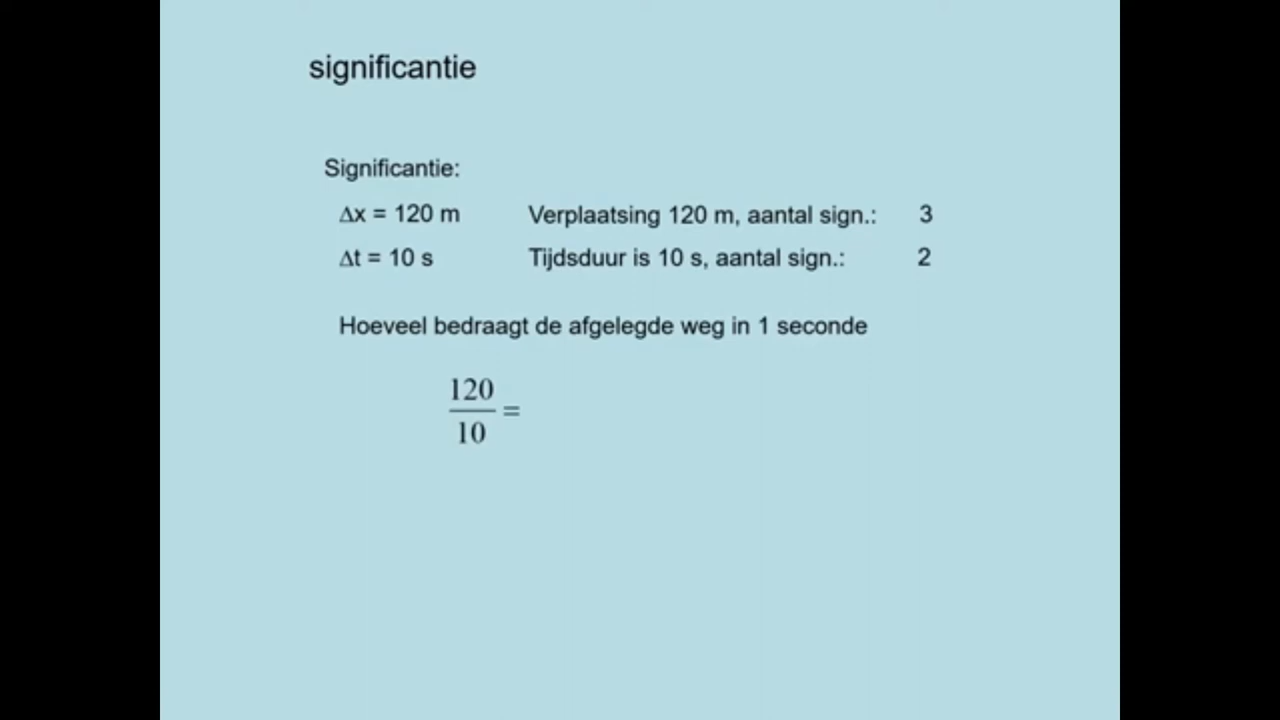 significantie
Significantie:
Δx = 120 m Verplaatsing 120 m, aantal sign.: 3
Δt = 10 s Tijdsduur is 10 s, aantal sign.: 2
Hoeveel bedraagt de afgelegde weg in 1 seconde
120
10 =